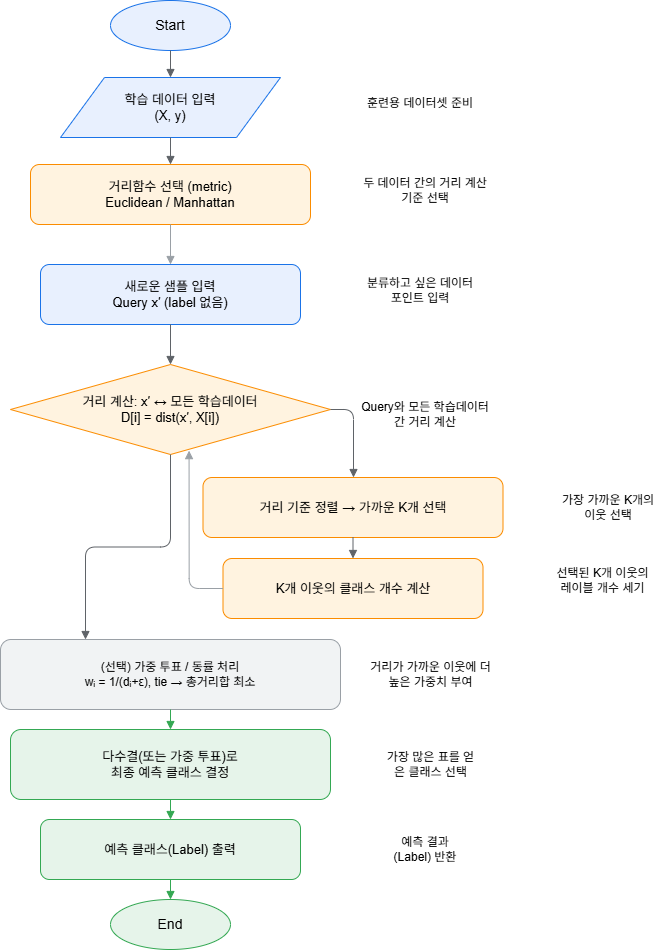 Start
학습 데이터 입력
(X, y)
훈련용 데이터셋 준비
거리함수 선택 (metric)
Euclidean / Manhattan
두 데이터 간의 거리 계산
기준 선택
새로운 샘플 입력
Query x′ (label 없음)
분류하고 싶은 데이터
포인트 입력
거리 계산: x′ ↔ 모든 학습데이터
D[i] = dist(x′, X[i])
Query와 모든 학습데이터
간 거리 계산
거리 기준 정렬 → 가까운 K개 선택
가장 가까운 K개의
이웃 선택
K개 이웃의 클래스 개수 계산
선택된 K개 이웃의
레이블 개수 세기
(선택) 가중 투표 / 동률 처리
wᵢ = 1/(dᵢ+ε), tie → 총거리합 최소
거리가 가까운 이웃에 더
높은 가중치 부여
다수결(또는 가중 투표)로
최종 예측 클래스 결정
가장 많은 표를 얻
은 클래스 선택
예측 클래스(Label) 출력
예측 결과
(Label) 반환
End